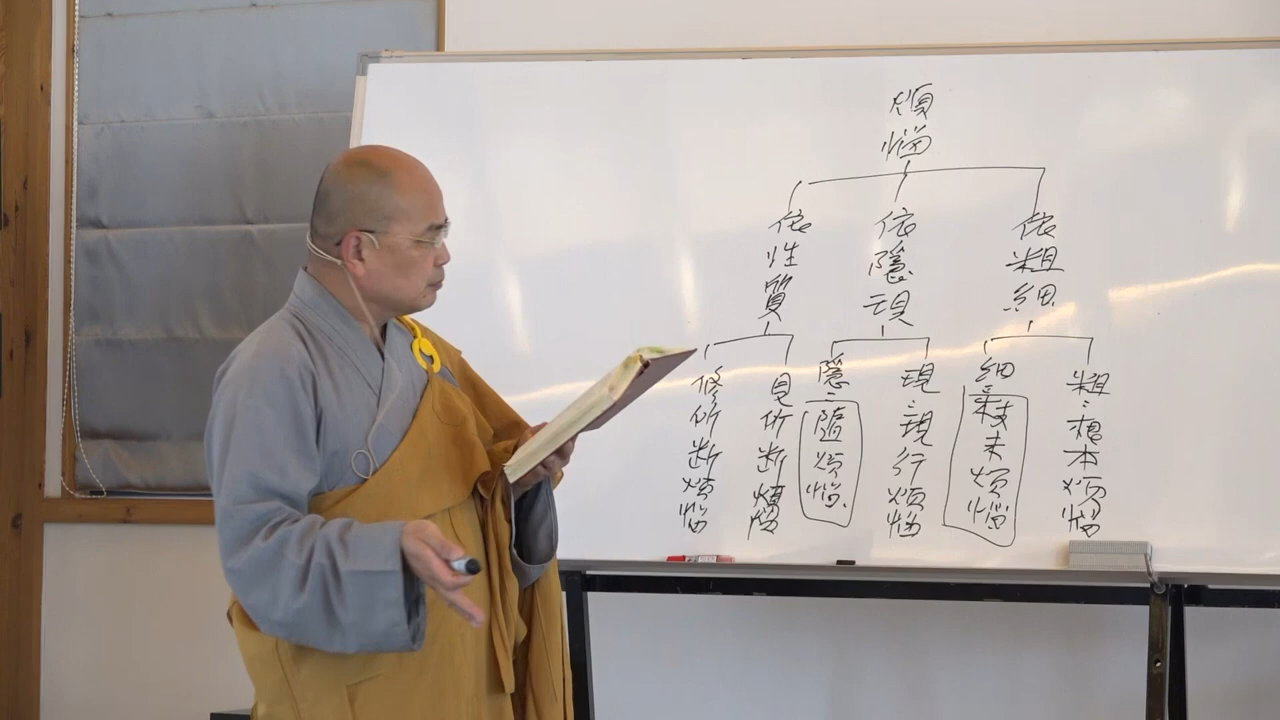 煩惱
依性質
依隱現
依粗細
修所斷煩惱
見所斷煩惱
隱:隨煩惱
現:現行煩惱
細:枝末煩惱
粗:根本煩惱